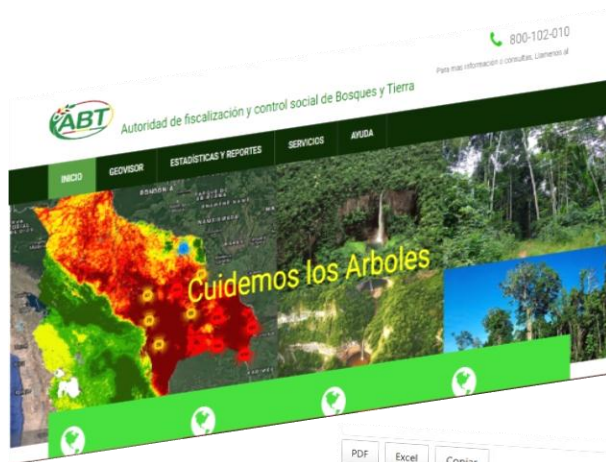 800-102-010
Para mas información o consultas, Llamenos al
ABT
Autoridad de fiscalización y control social de Bosques y Tierra
INICIO GEOVISOR ESTADÍSTICAS Y REPORTES SERVICIOS AYUDA
Cuidemos los Arboles
PDF Excel Copiar